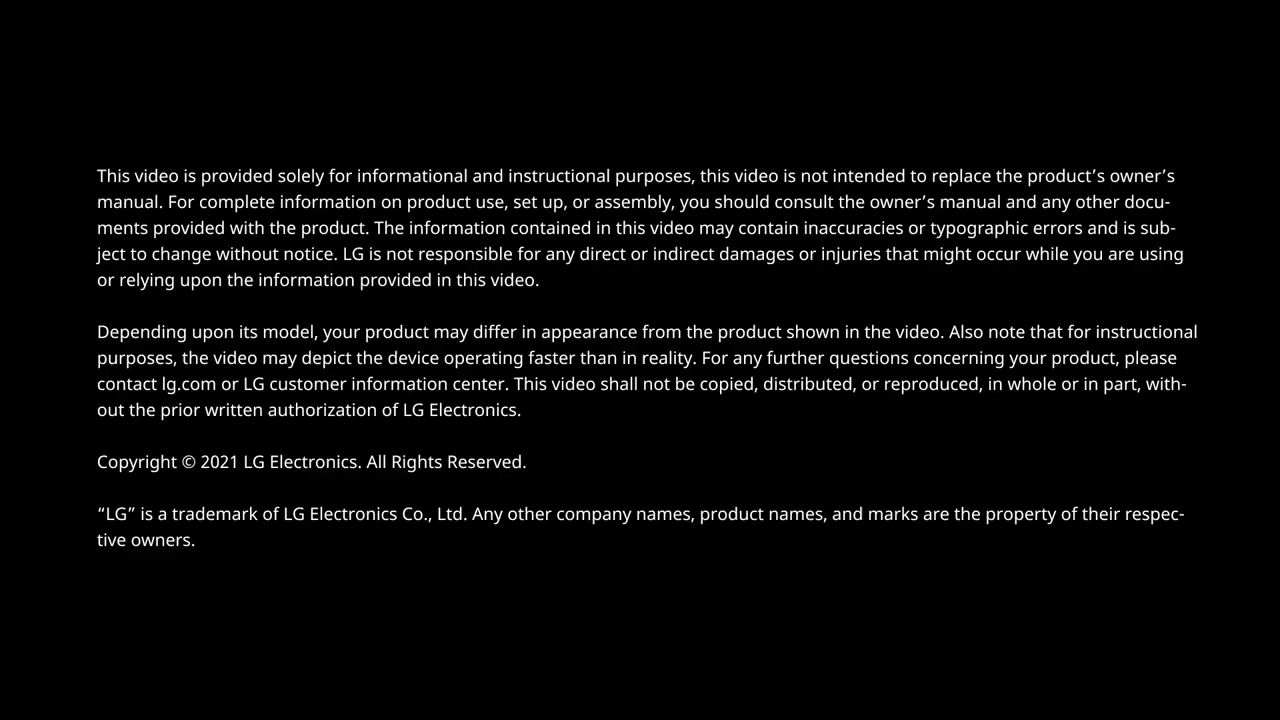 This video is provided solely for informational and instructional purposes, this video is not intended to replace the product’s owner’s
manual. For complete information on product use, set up, or assembly, you should consult the owner’s manual and any other docu-
ments provided with the product. The information contained in this video may contain inaccuracies or typographic errors and is sub-
ject to change without notice. LG is not responsible for any direct or indirect damages or injuries that might occur while you are using
or relying upon the information provided in this video.
Depending upon its model, your product may differ in appearance from the product shown in the video. Also note that for instructional
purposes, the video may depict the device operating faster than in reality. For any further questions concerning your product, please
contact lg.com or LG customer information center. This video shall not be copied, distributed, or reproduced, in whole or in part, with-
out the prior written authorization of LG Electronics.
Copyright © 2021 LG Electronics. All Rights Reserved.
“LG” is a trademark of LG Electronics Co., Ltd. Any other company names, product names, and marks are the property of their respec-
tive owners.